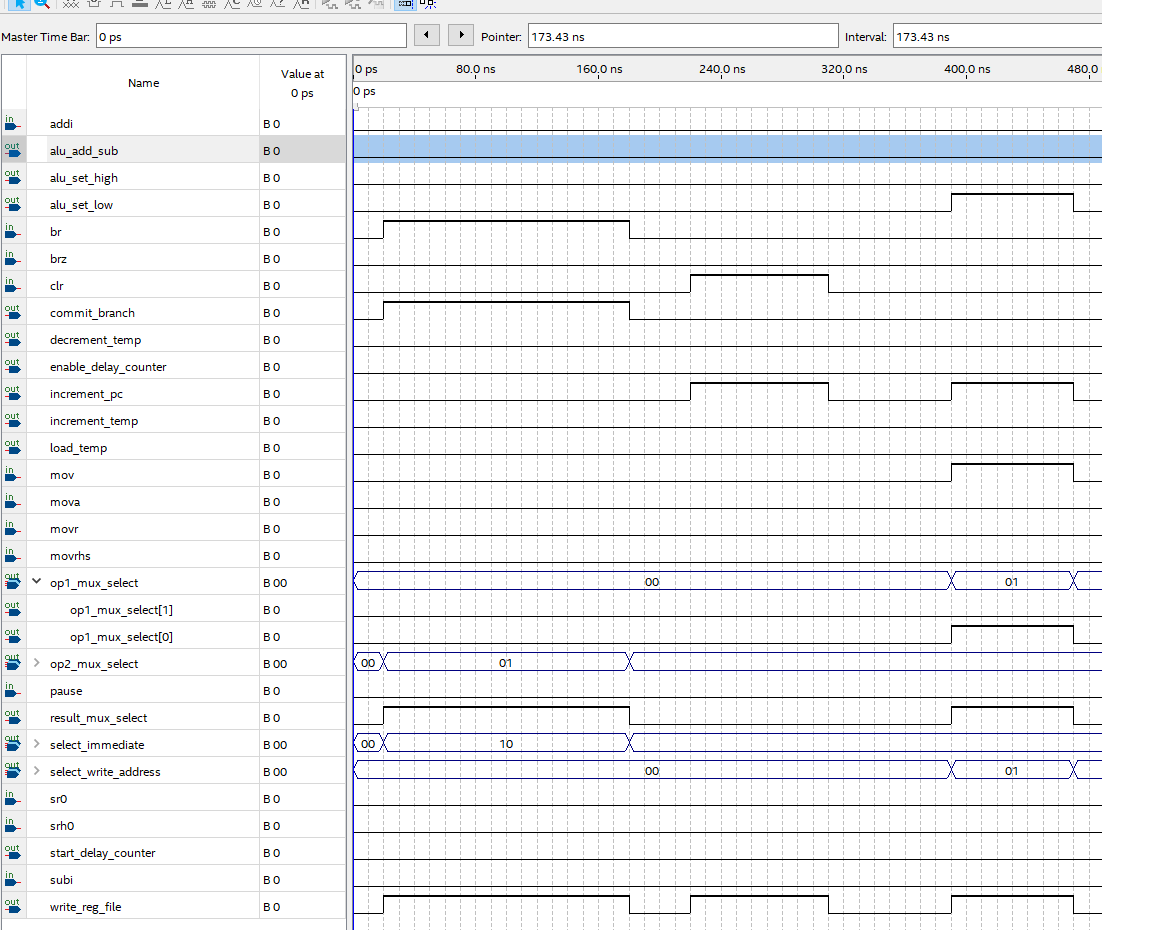 Master Time Bar: 0 ps Pointer: 173.43 ns Interval: 173.43 ns
Name Value at 0 ps
0 ps 80.0 ns 160.0 ns 240.0 ns 320.0 ns 400.0 ns 480.0
0 ps
in addi B 0
out alu_add_sub B 0
out alu_set_high B 0
out alu_set_low B 0
in br B 0
in brz B 0
in clr B 0
out commit_branch B 0
out decrement_temp B 0
out enable_delay_counter B 0
out increment_pc B 0
out increment_temp B 0
out load_temp B 0
in mov B 0
in mova B 0
in movr B 0
in movrhs B 0
out op1_mux_select B 00 00 01
out op1_mux_select[1] B 0
out op1_mux_select[0] B 0
out op2_mux_select B 00 00 01
in pause B 0
out result_mux_select B 0
out select_immediate B 00 00 10
out select_write_address B 00 00 01
in sr0 B 0
in srh0 B 0
out start_delay_counter B 0
in subi B 0
out write_reg_file B 0